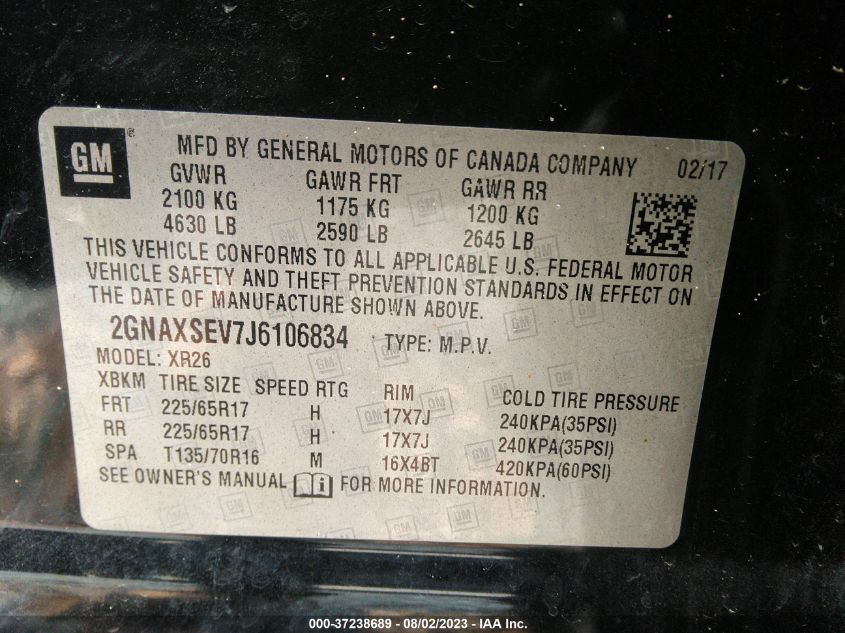 GM ®
MFD BY GENERAL MOTORS OF CANADA COMPANY 02/17
GVWR GAWR FRT GAWR RR
2100 KG 1175 KG 1200 KG
4630 LB 2590 LB 2645 LB
THIS VEHICLE CONFORMS TO ALL APPLICABLE U.S. FEDERAL MOTOR
VEHICLE SAFETY AND THEFT PREVENTION STANDARDS IN EFFECT ON
THE DATE OF MANUFACTURE SHOWN ABOVE.
2GNAXSEV7J6106834 TYPE: M.P.V.
MODEL: XR26
XBKM TIRE SIZE SPEED RTG RIM COLD TIRE PRESSURE
FRT 225/65R17 H 17X7J 240KPA(35PSI)
RR 225/65R17 H 17X7J 240KPA(35PSI)
SPA T135/70R16 M 16X4BT 420KPA(60PSI)
SEE OWNER'S MANUAL i FOR MORE INFORMATION.
000-37238689 - 08/02/2023 - IAA Inc.